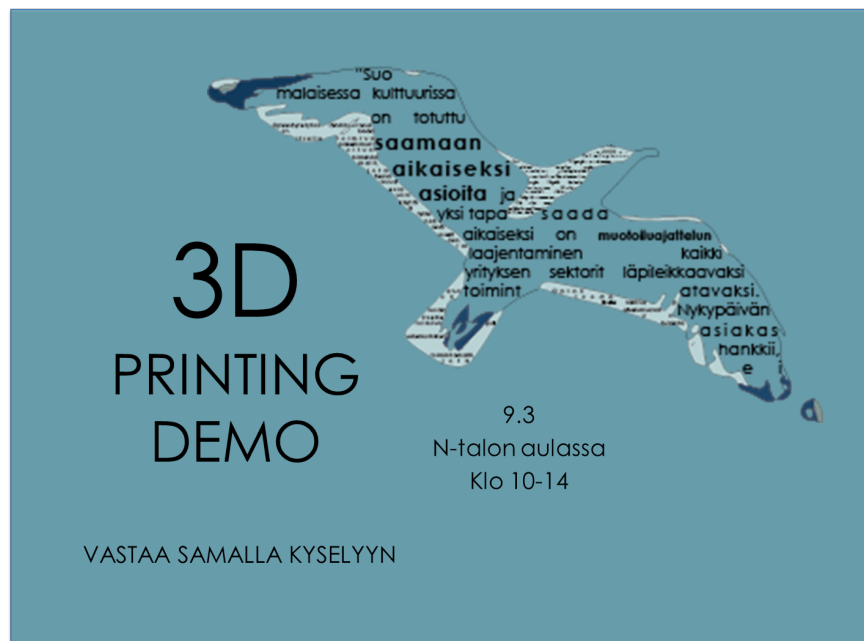 "Suo
malaisessa kulttuurissa
on totuttu
saamaan
aikaiseksi
asioita ja
yksi tapa saada
aikaiseksi on muotoiluajattelun
laajentaminen kaikki
yrityksen sektorit läpileikkaavaksi
toimint atavaksi.
Nykypäivän
asiakas
hankkii,
e i
3D
PRINTING
DEMO
9.3
N-talon aulassa
Klo 10-14
VASTAA SAMALLA KYSELYYN